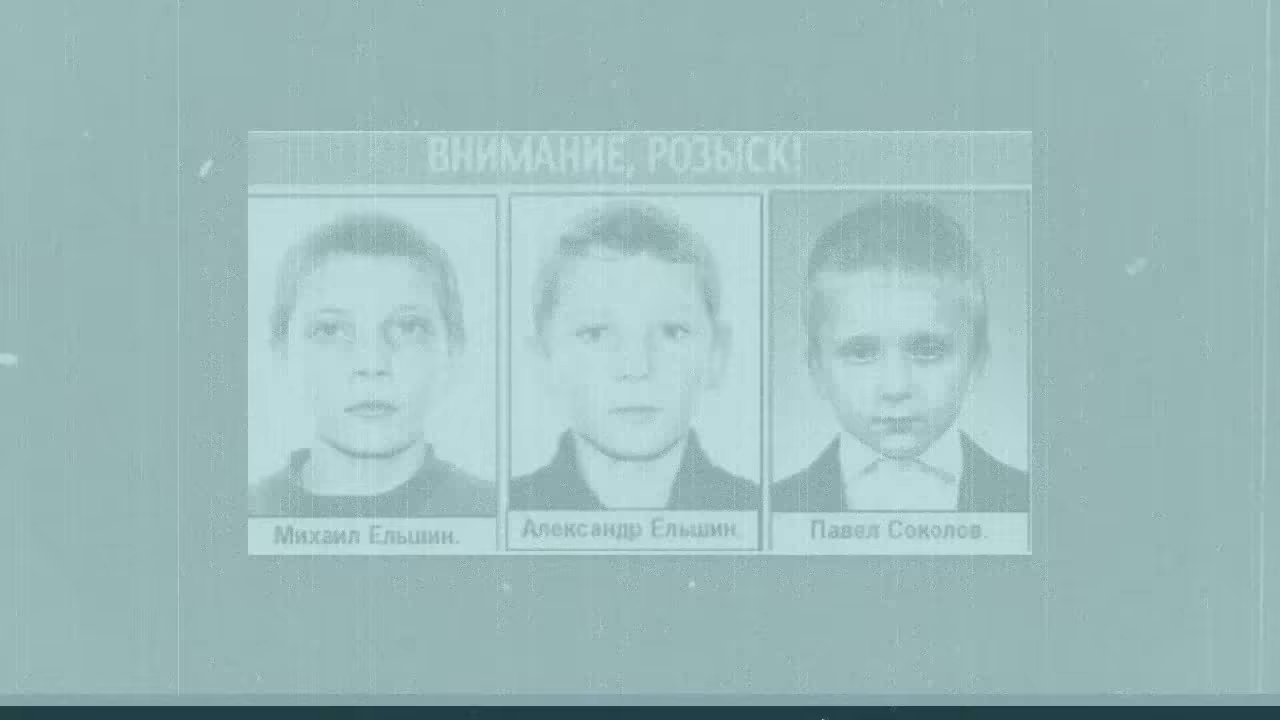 ВНИМАНИЕ, РОЗЫСК!
Михаил Ельшин.
Александр Ельшин.
Павел Соколов.